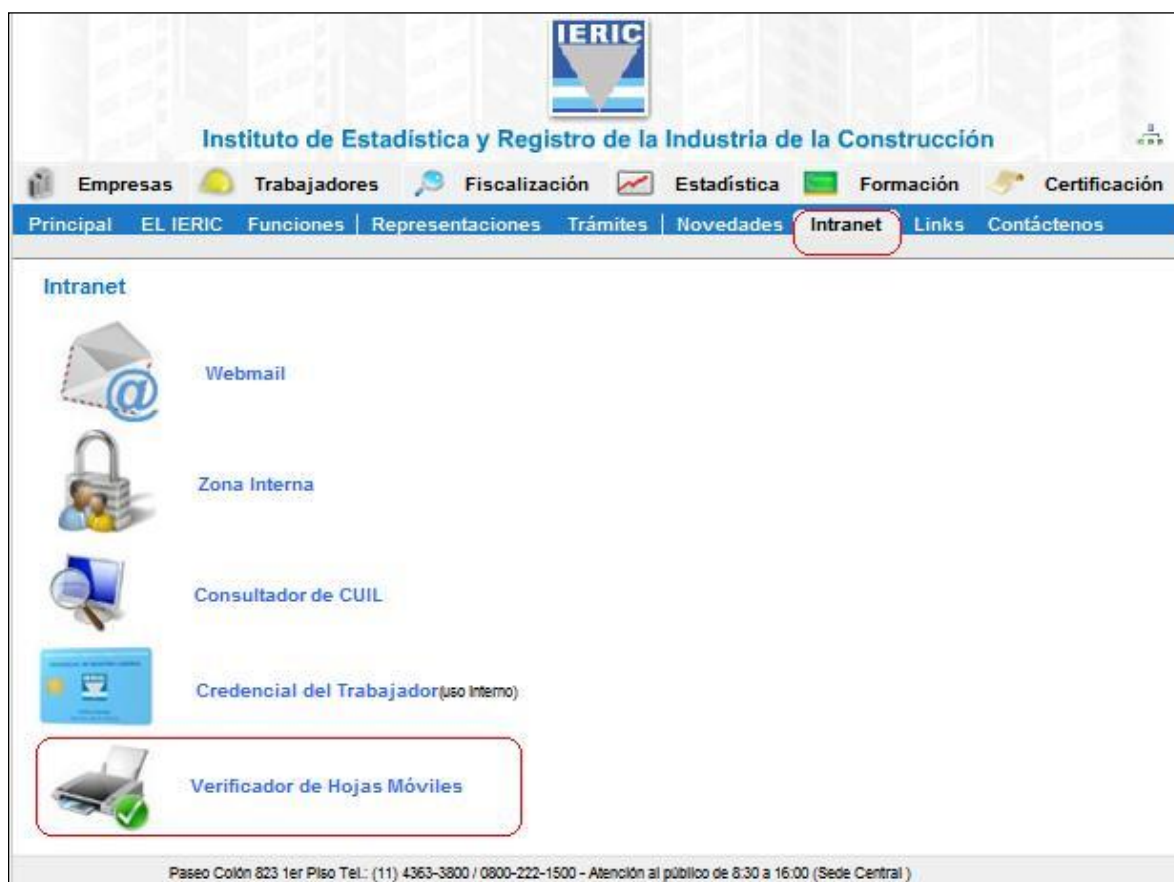 IERIC
Instituto de Estadística y Registro de la Industria de la Construcción
Empresas Trabajadores Fiscalización Estadística Formación Certificación
Principal EL IERIC Funciones | Representaciones Trámites | Novedades Intranet Links Contáctenos
Intranet
Webmail
Zona Interna
Consultador de CUIL
Credencial del Trabajador(uso Interno)
Verificador de Hojas Móviles
Paseo Colón 823 1er Piso Tel.: (11) 4363-3800 / 0800-222-1500 - Atención al público de 8:30 a 16:00 (Sede Central )